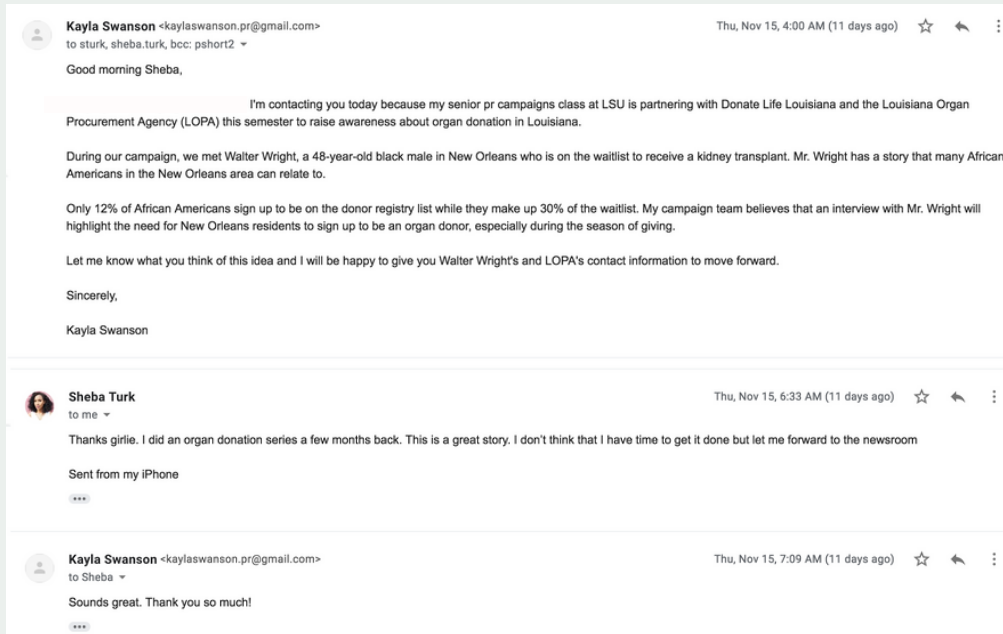 Kayla Swanson <kaylaswanson.pr@gmail.com> Thu, Nov 15, 4:00 AM (11 days ago)
to sturk, sheba.turk, bcc: pshort2
Good morning Sheba,
I'm contacting you today because my senior pr campaigns class at LSU is partnering with Donate Life Louisiana and the Louisiana Organ
Procurement Agency (LOPA) this semester to raise awareness about organ donation in Louisiana.
During our campaign, we met Walter Wright, a 48-year-old black male in New Orleans who is on the waitlist to receive a kidney transplant. Mr. Wright has a story that many African
Americans in the New Orleans area can relate to.
Only 12% of African Americans sign up to be on the donor registry list while they make up 30% of the waitlist. My campaign team believes that an interview with Mr. Wright will
highlight the need for New Orleans residents to sign up to be an organ donor, especially during the season of giving.
Let me know what you think of this idea and I will be happy to give you Walter Wright's and LOPA's contact information to move forward.
Sincerely,
Kayla Swanson
Sheba Turk Thu, Nov 15, 6:33 AM (11 days ago)
to me
Thanks girlie. I did an organ donation series a few months back. This is a great story. I don't think that I have time to get it done but let me forward to the newsroom
Sent from my iPhone
Kayla Swanson <kaylaswanson.pr@gmail.com> Thu, Nov 15, 7:09 AM (11 days ago)
to Sheba
Sounds great. Thank you so much!